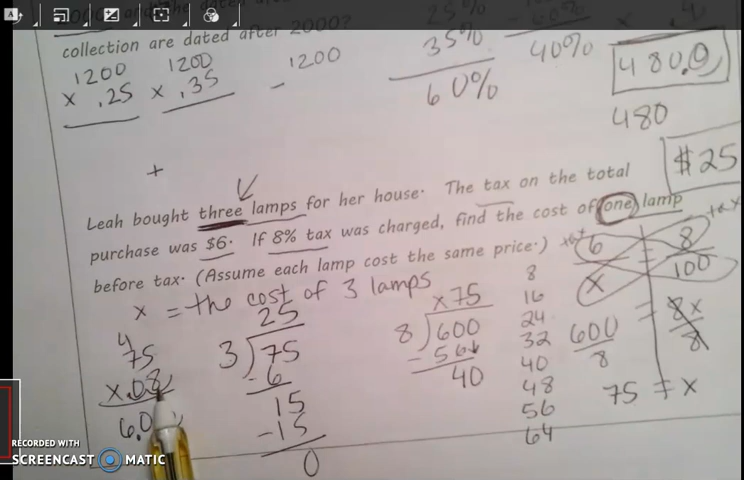 collection are dated after 2000?
1200 1200 1200
x .25 x .35 -
25%
35%
60%
- 60%
40%
480.0
480
+
$25
Leah bought three lamps for her house. The tax on the total
purchase was $6. If 8% tax was charged, find the cost of one lamp
before tax. (Assume each lamp cost the same price.)
x = the cost of 3 lamps
4
75
x.08
6.0
25
3)75
-6
15
-15
0
x75
8)600
-56
40
8
16
24
32
40
48
56
64
tax
6 = 8
x 100
600 = 8x
8 8
75 = x
RECORDED WITH
SCREENCAST MATIC